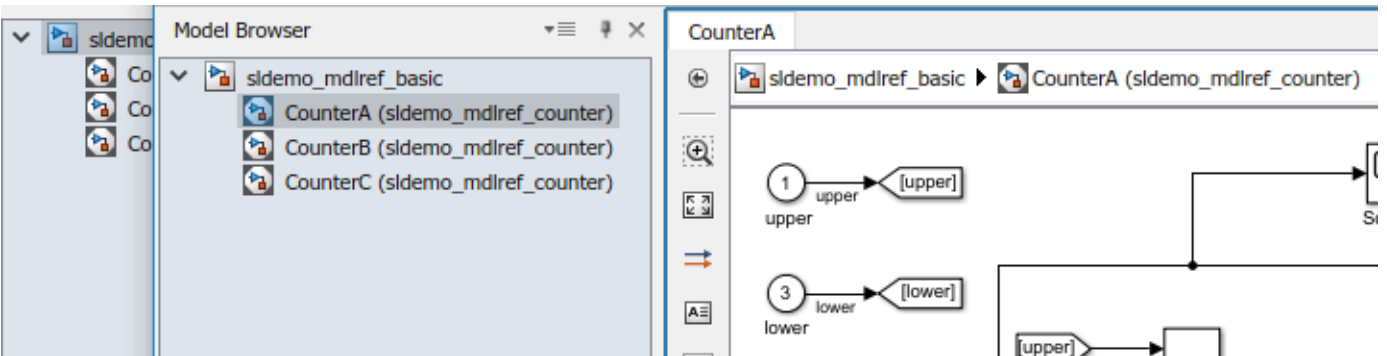 Model Browser
CounterA
sldemo_mdlref_basic
sldemo_mdlref_basic
CounterA (sldemo_mdlref_counter)
CounterA (sldemo_mdlref_counter)
Co
CounterB (sldemo_mdlref_counter)
Co
CounterC (sldemo_mdlref_counter)
Co
1
upper
[upper]
upper
3
lower
[lower]
lower
[upper]
A